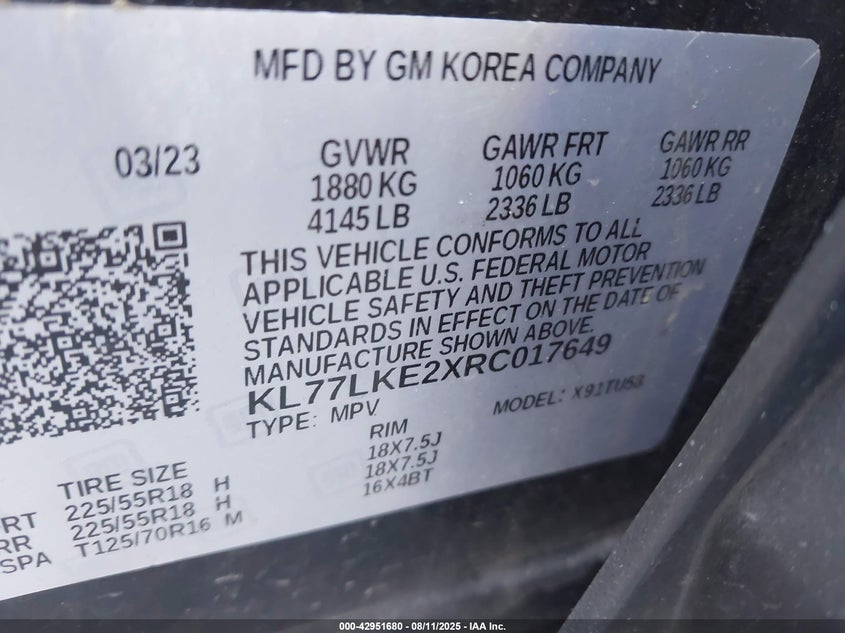 MFD BY GM KOREA COMPANY
03/23 GVWR GAWR FRT GAWR RR
1880 KG 1060 KG 1060 KG
4145 LB 2336 LB 2336 LB
THIS VEHICLE CONFORMS TO ALL
APPLICABLE U.S. FEDERAL MOTOR
VEHICLE SAFETY AND THEFT PREVENTION
STANDARDS IN EFFECT ON THE DATE OF
MANUFACTURE SHOWN ABOVE.
KL77LKE2XRC017649
TYPE: MPV MODEL: X91TU58
TIRE SIZE RIM
RT 225/55R18 H 18X7.5J
RR 225/55R18 H 18X7.5J
SPA T125/70R16 M 16X4BT
000-42951680 - 08/11/2025 - IAA Inc.